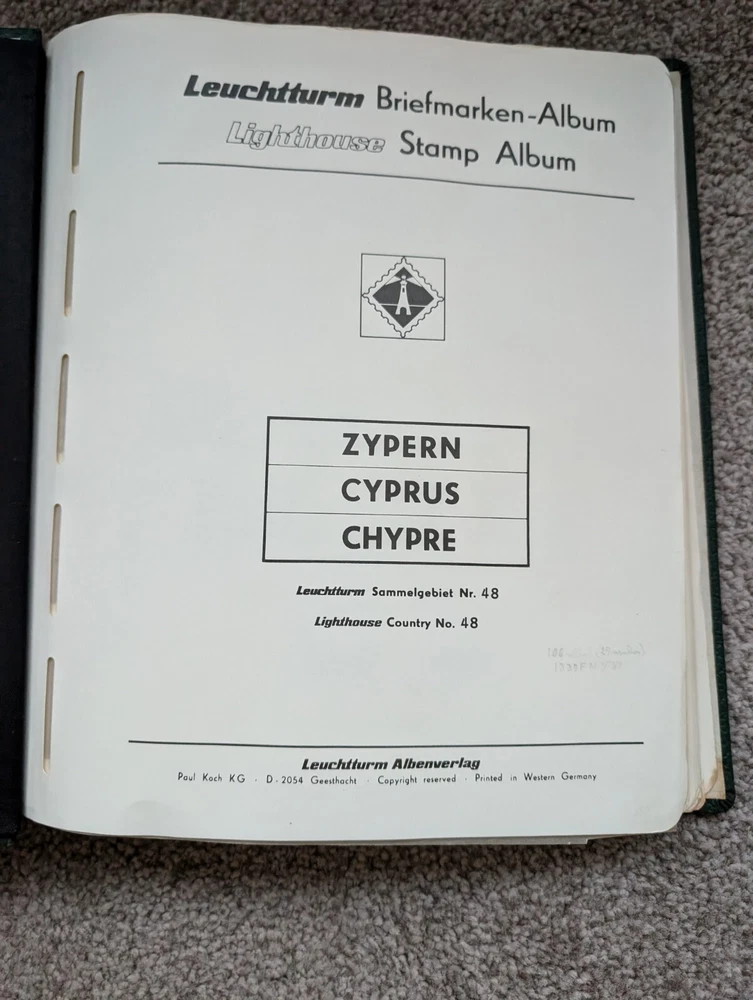 Leuchtturm Briefmarken-Album
Lighthouse Stamp Album
ZYPERN
CYPRUS
CHYPRE
Leuchtturm Sammelgebiet Nr. 48
Lighthouse Country No. 48
Leuchtturm Albenverlag
Paul Koch KG · D-2054 Geesthacht · Copyright reserved · Printed in Western Germany